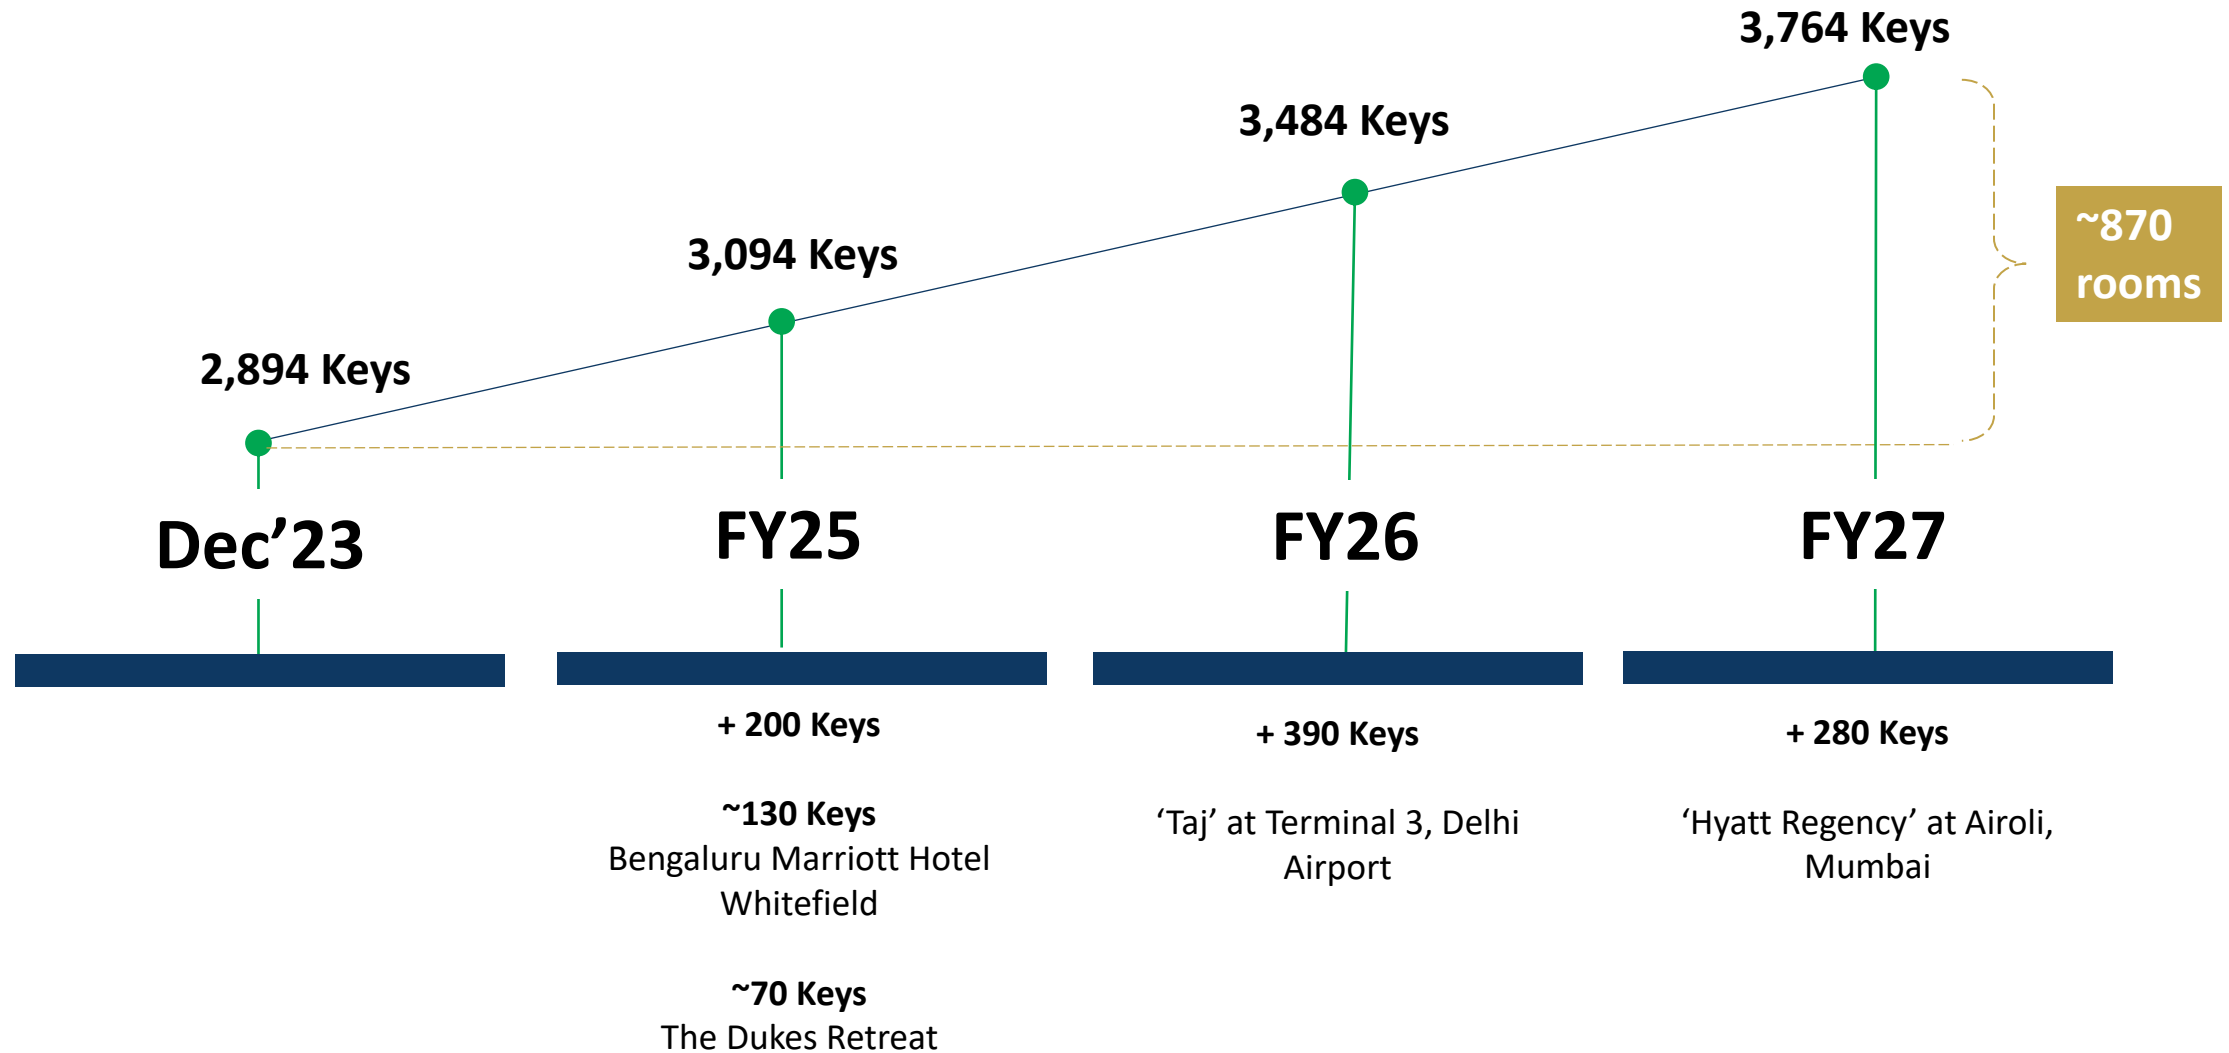 3,764 Keys
3,484 Keys
3,094 Keys
2,894 Keys
~870
rooms
Dec’23
FY25
FY26
FY27
+ 200 Keys
~130 Keys
Bengaluru Marriott Hotel
Whitefield
~70 Keys
The Dukes Retreat
+ 390 Keys
‘Taj’ at Terminal 3, Delhi
Airport
+ 280 Keys
‘Hyatt Regency’ at Airoli,
Mumbai